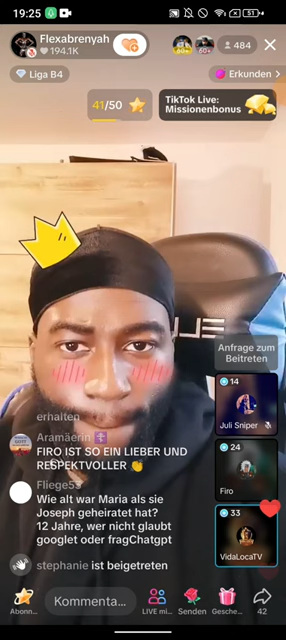 19:25
51
Flexabrenyah
194.1K
60+
60+
484
Liga B4
Erkunden >
41/50
TikTok Live:
Missionenbonus
Anfrage zum
Beitreten
14
Juli Sniper
24
Firo
33
VidaLocaTV
erhalten
Aramäerin
FIRO IST SO EIN LIEBER UND
RESPEKTVOLLER
Fliege53
Wie alt war Maria als sie
Joseph geheiratet hat?
12 Jahre, wer nicht glaubt
googlet oder fragChatgpt
stephanie ist beigetreten
Abonn...
Kommenta...
LIVE mi...
Senden
Gesche...
42